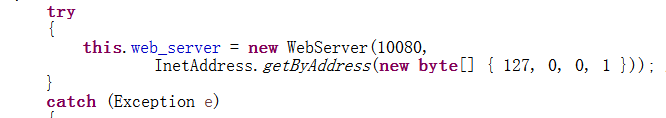 try
{
this.web_server = new WebServer(10080,
InetAddress.getByAddress(new byte[] { 127, 0, 0, 1 }));
}
catch (Exception e)